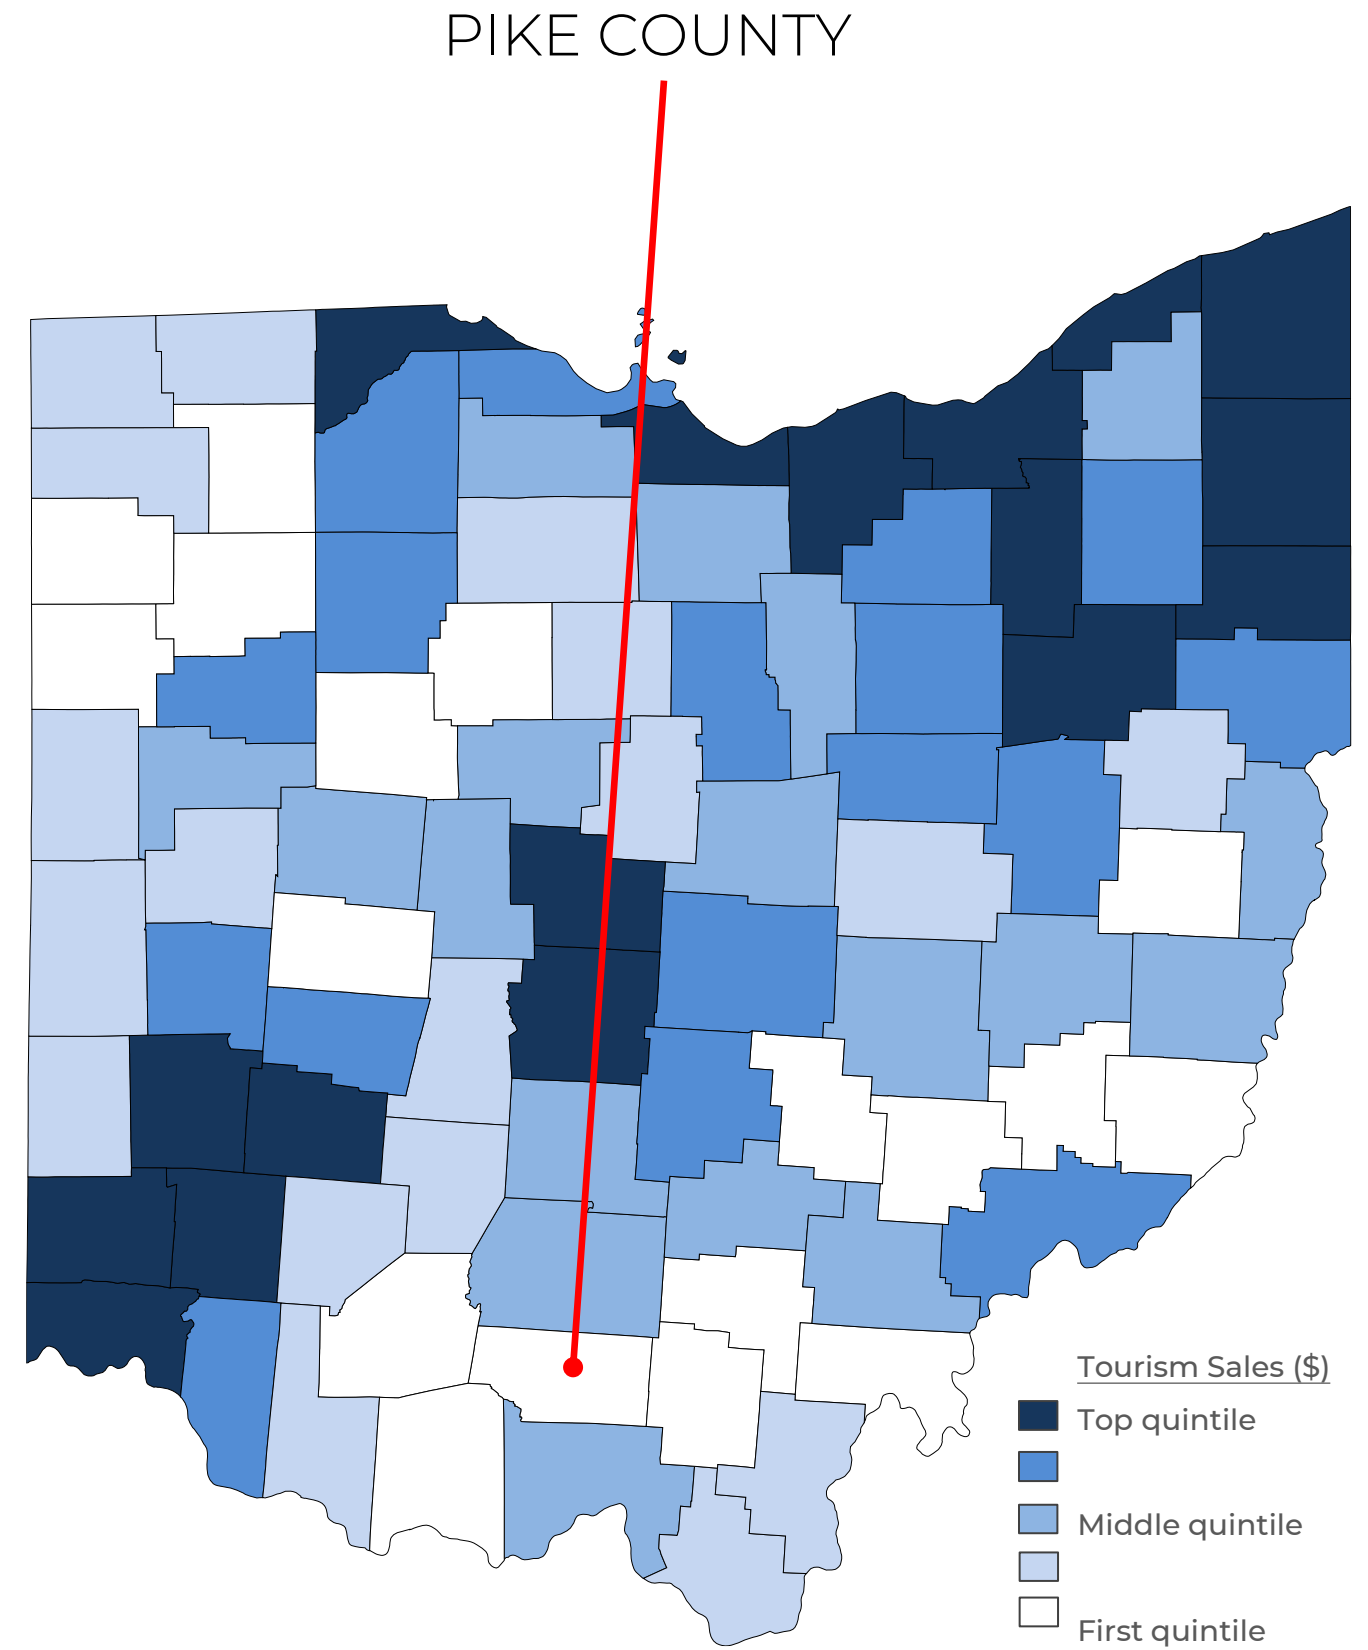 PIKE COUNTY
Tourism Sales ($)
Top quintile
Middle quintile
First quintile